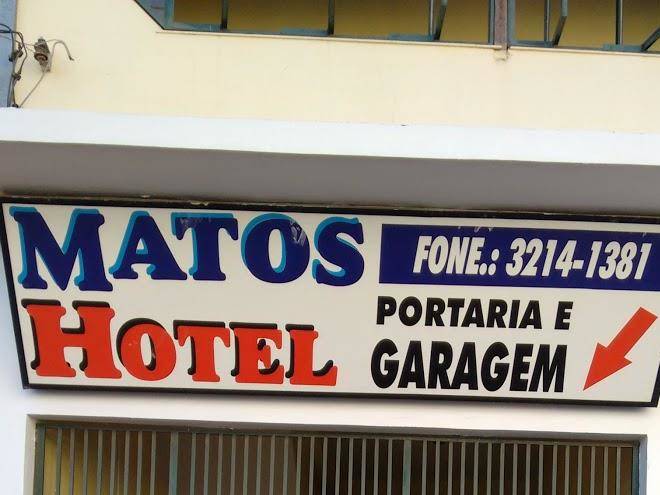 MATOS
HOTEL
FONE.: 3214-1381
PORTARIA E
GARAGEM